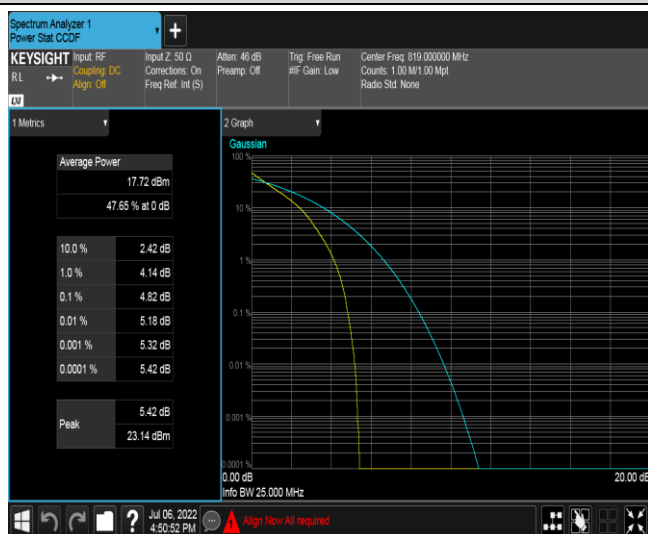 Spectrum Analyzer 1
Power Stat CCDF
+
KEYSIGHT
RL
LXI
Input: RF
Coupling: DC
Align: Off
Input Z: 50 Ω
Corrections: On
Freq Ref: Int (S)
Atten: 46 dB
Preamp: Off
Trig: Free Run
#IF Gain: Low
Center Freq: 819.000000 MHz
Counts: 1.00 M/1.00 Mpt
Radio Std: None
1 Metrics
Average Power
17.72 dBm
47.65 % at 0 dB
10.0 % 2.42 dB
1.0 % 4.14 dB
0.1 % 4.82 dB
0.01 % 5.18 dB
0.001 % 5.32 dB
0.0001 % 5.42 dB
Peak
5.42 dB
23.14 dBm
2 Graph
Gaussian
100 %
10 %
1 %
0.1 %
0.01 %
0.001 %
0.0001 %
0.00 dB
20.00 dB
Info BW 25.000 MHz
?
Jul 06, 2022
4:50:52 PM
Align Now All required